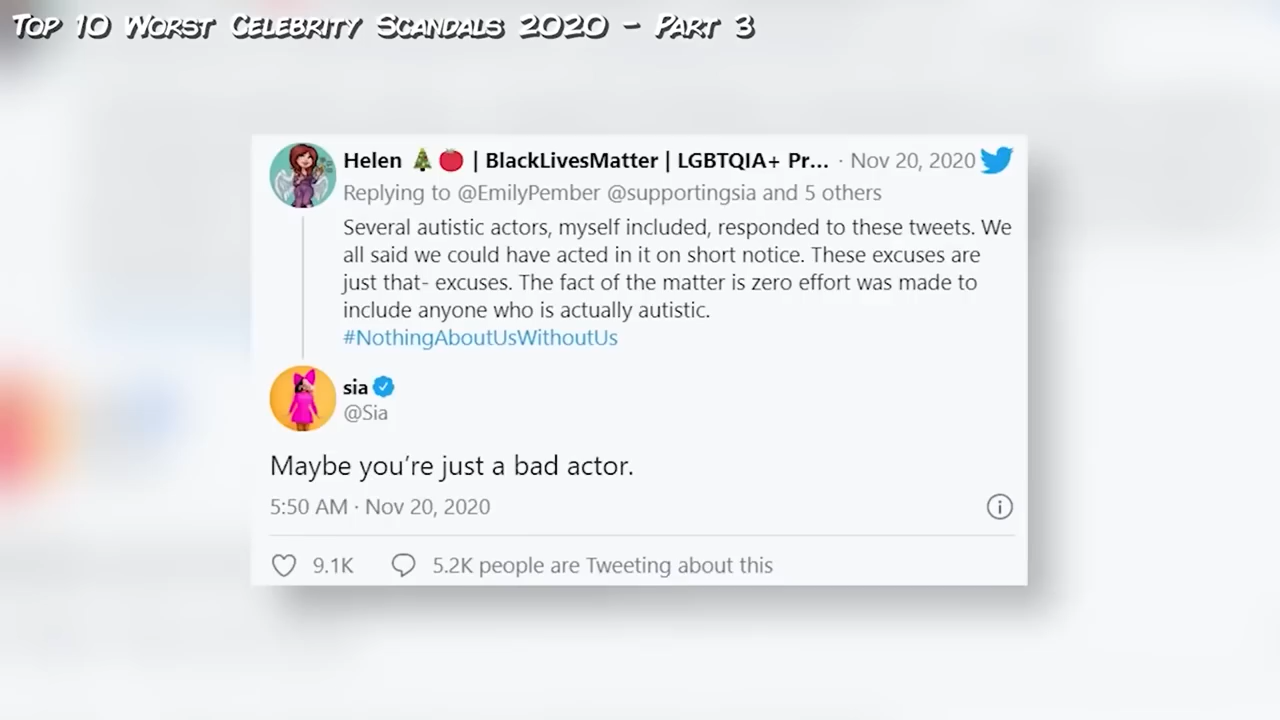 Top 10 Worst Celebrity Scandals 2020 - Part 3
Helen 🎄🍅 | BlackLivesMatter | LGBTQIA+ Pr... · Nov 20, 2020
Replying to @EmilyPember @supportingsia and 5 others
Several autistic actors, myself included, responded to these tweets. We
all said we could have acted in it on short notice. These excuses are
just that- excuses. The fact of the matter is zero effort was made to
include anyone who is actually autistic.
#NothingAboutUsWithoutUs
sia
@Sia
Maybe you’re just a bad actor.
5:50 AM · Nov 20, 2020
9.1K 5.2K people are Tweeting about this